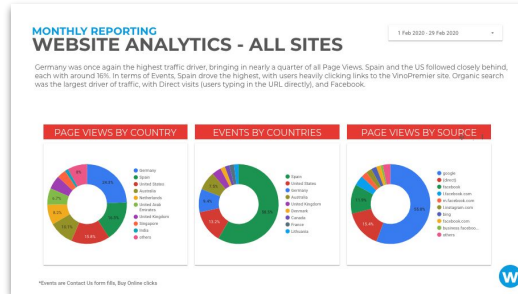 MONTHLY REPORTING
WEBSITE ANALYTICS - ALL SITES
1 Feb 2020 - 29 Feb 2020
Germany was once again the highest traffic driver, bringing in nearly a quarter of all Page Views. Spain and the US followed closely behind,
each with around 16%. In terms of Events, Spain drove the highest, with users heavily clicking links to the VinoPremier site. Organic search
was the largest driver of traffic, with Direct visits (users typing in the URL directly), and Facebook.
PAGE VIEWS BY COUNTRY
Germany
Spain
United States
Australia
Netherlands
United Arab
Emirates
United Kingdom
Singapore
India
others
EVENTS BY COUNTRIES
Spain
United States
Germany
Australia
United Kingdom
Denmark
Canada
France
Lithuania
PAGE VIEWS BY SOURCE
google
(direct)
facebook
l.facebook.com
m.facebook.com
l.instagram.com
bing
facebook.com
business.faceboo..
others
*Events are Contact Us form fills, Buy Online clicks
W